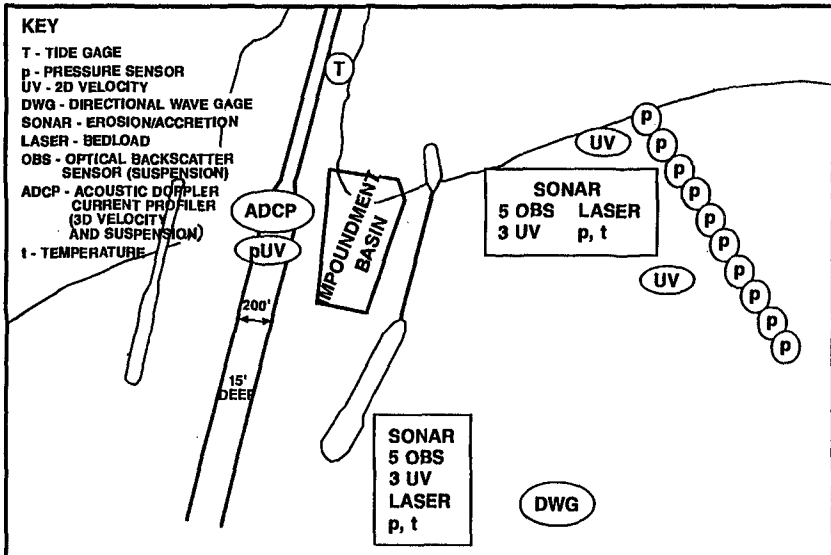 KEY
T - TIDE GAGE
p - PRESSURE SENSOR
UV - 2D VELOCITY
DWG - DIRECTIONAL WAVE GAGE
SONAR - EROSION/ACCRETION
LASER - BEDLOAD
OBS - OPTICAL BACKSCATTER
SENSOR (SUSPENSION)
ADCP - ACOUSTIC DOPPLER
CURRENT PROFILER
(3D VELOCITY
AND SUSPENSION)
t - TEMPERATURE
T
ADCP
pUV
IMPOUNDMENT
BASIN
200'
15'
DEEP
UV
p
p
p
p
p
p
p
p
p
p
SONAR
5 OBS LASER
3 UV p, t
UV
SONAR
5 OBS
3 UV
LASER
p, t
DWG